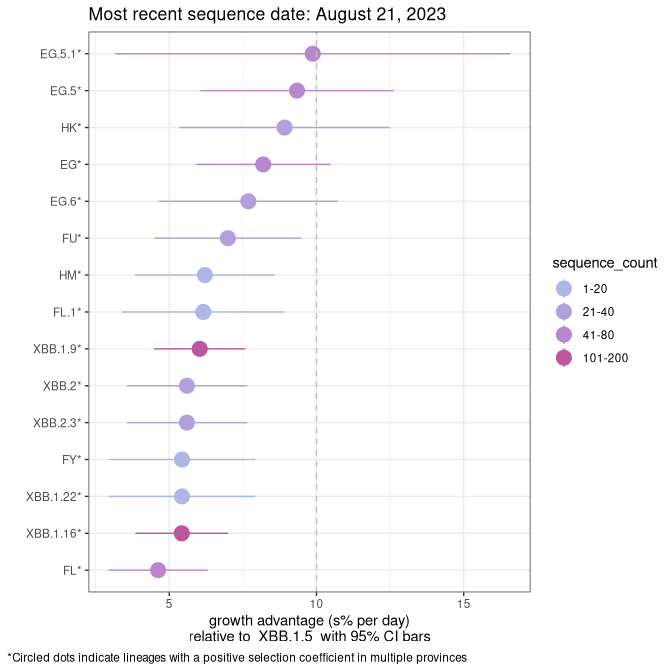 Most recent sequence date: August 21, 2023
EG.5.1*
EG.5*
HK*
EG*
EG.6*
FU*
HM*
FL.1*
XBB.1.9*
XBB.2*
XBB.2.3*
FY*
XBB.1.22*
XBB.1.16*
FL*
5 10 15
growth advantage (s% per day)
relative to XBB.1.5 with 95% CI bars
sequence_count
1-20
21-40
41-80
101-200
*Circled dots indicate lineages with a positive selection coefficient in multiple provinces